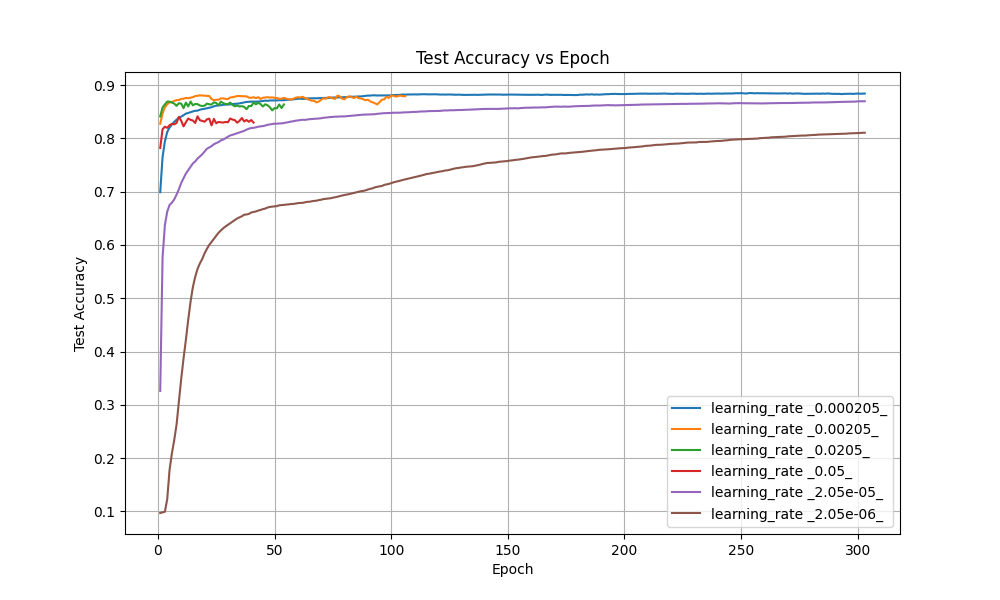 Test Accuracy vs Epoch
Test Accuracy
0.9
0.8
0.7
0.6
0.5
0.4
0.3
0.2
0.1
learning_rate _0.000205_
learning_rate _0.00205_
learning_rate _0.0205_
learning_rate _0.05_
learning_rate _2.05e-05_
learning_rate _2.05e-06_
0 50 100 150 200 250 300
Epoch